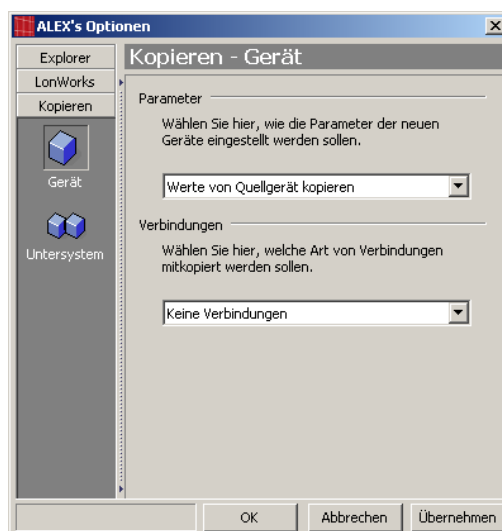 ALEX's Optionen
Explorer
LonWorks
Kopieren
Gerät
Untersystem
Kopieren - Gerät
Parameter
Wählen Sie hier, wie die Parameter der neuen
Geräte eingestellt werden sollen.
Werte von Quellgerät kopieren
Verbindungen
Wählen Sie hier, welche Art von Verbindungen
mitkopiert werden sollen.
Keine Verbindungen
OK
Abbrechen
Übernehmen